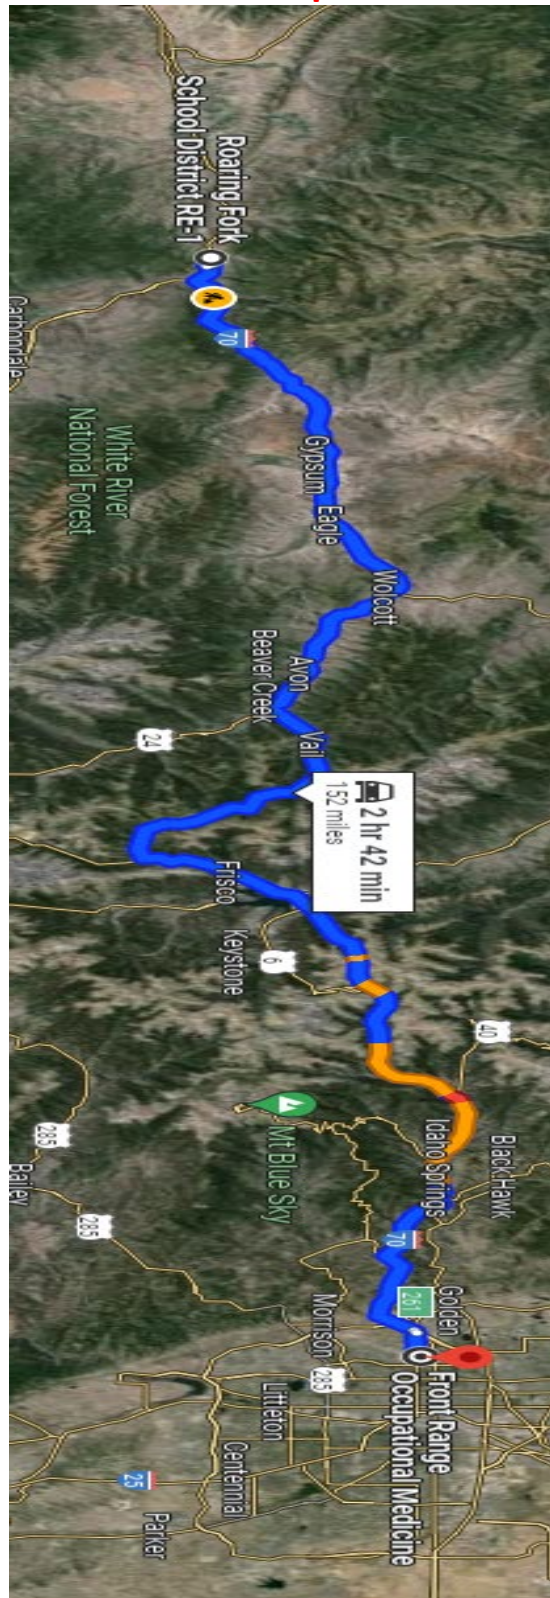 Roaring Fork
School District RE-1
70
Carbondale
White River
National Forest
Gypsum
Eagle
Wolcott
Avon
Beaver Creek
Vail
24
2 hr 42 min
152 miles
Frisco
Keystone
6
40
Mt Blue Sky
Idaho Springs
Black Hawk
285
Bailey
285
70
261
Golden
Morrison
285
Front Range
Occupational Medicine
Littleton
Centennial
25
Parker